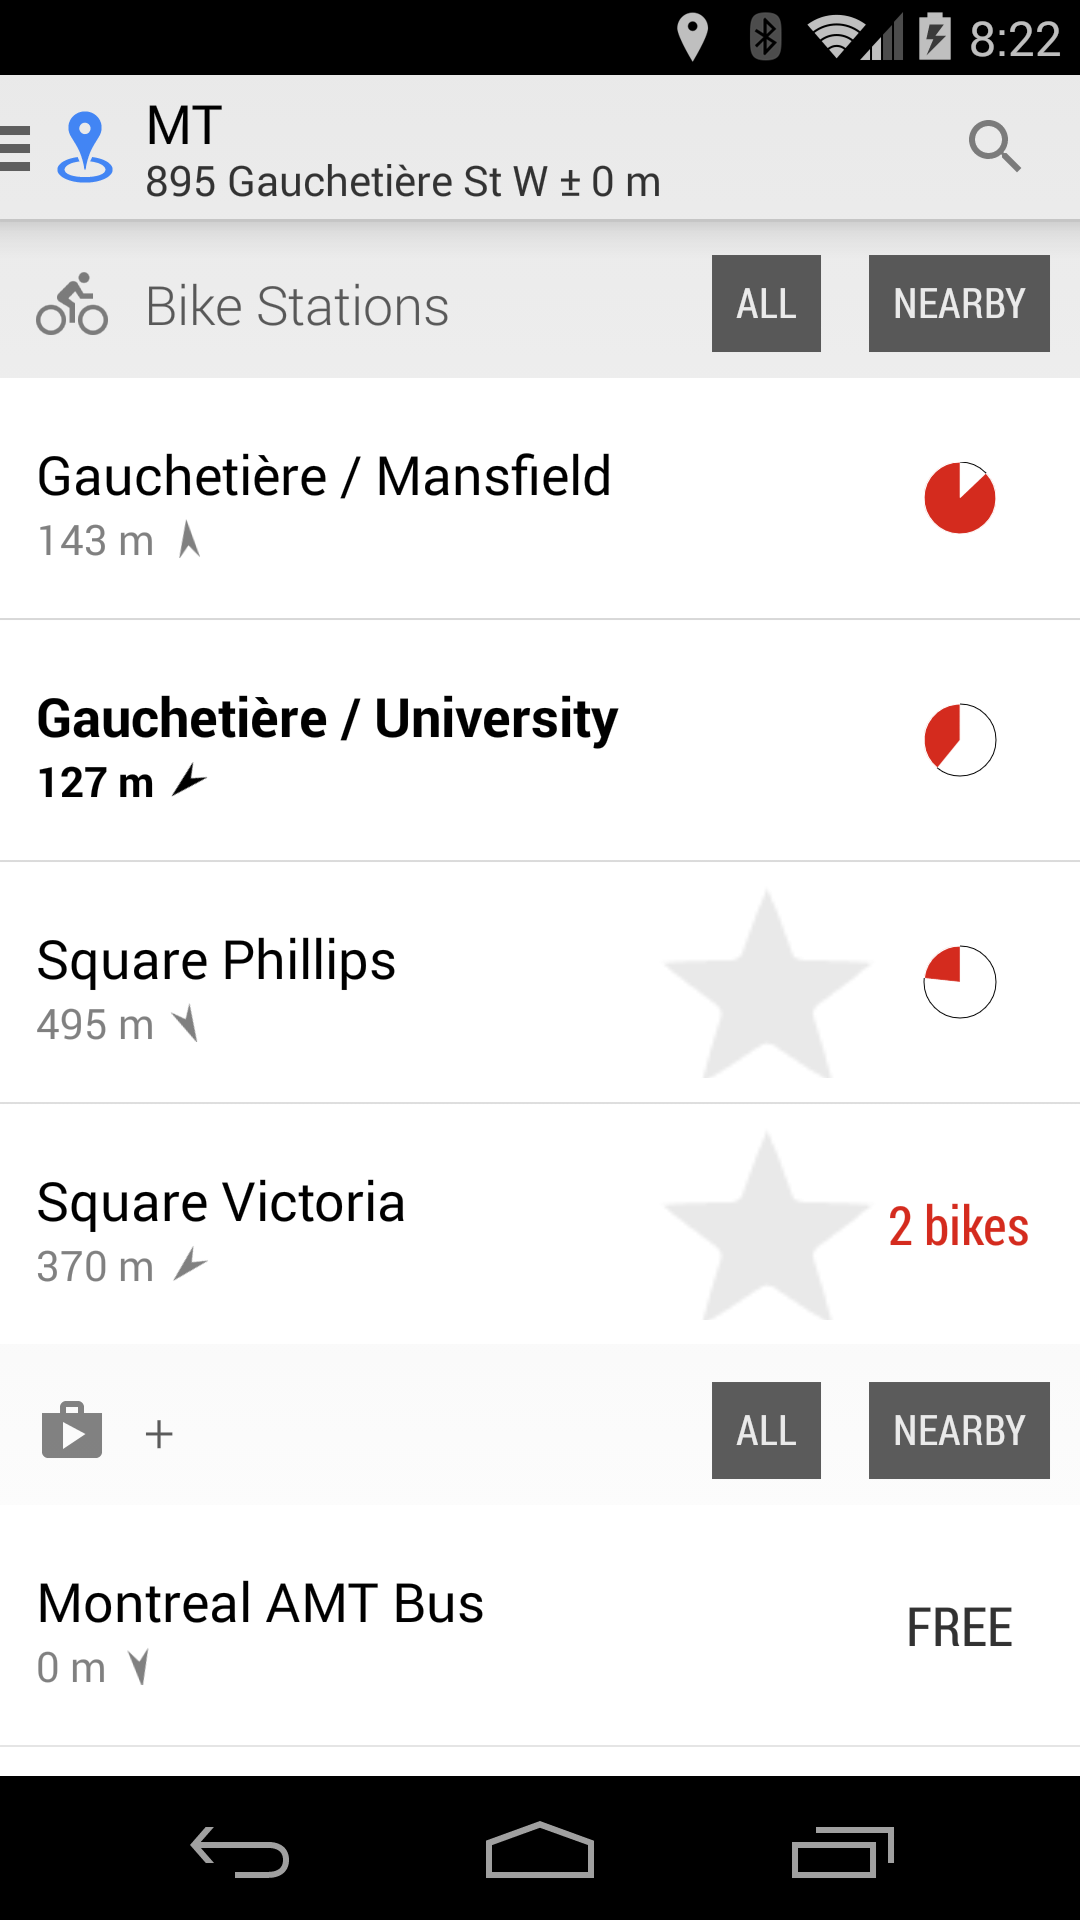 8:22
MT
895 Gauchetière St W ± 0 m
Bike Stations
ALL
NEARBY
Gauchetière / Mansfield
143 m
Gauchetière / University
127 m
Square Phillips
495 m
Square Victoria
370 m
2 bikes
+
ALL
NEARBY
Montreal AMT Bus
0 m
FREE